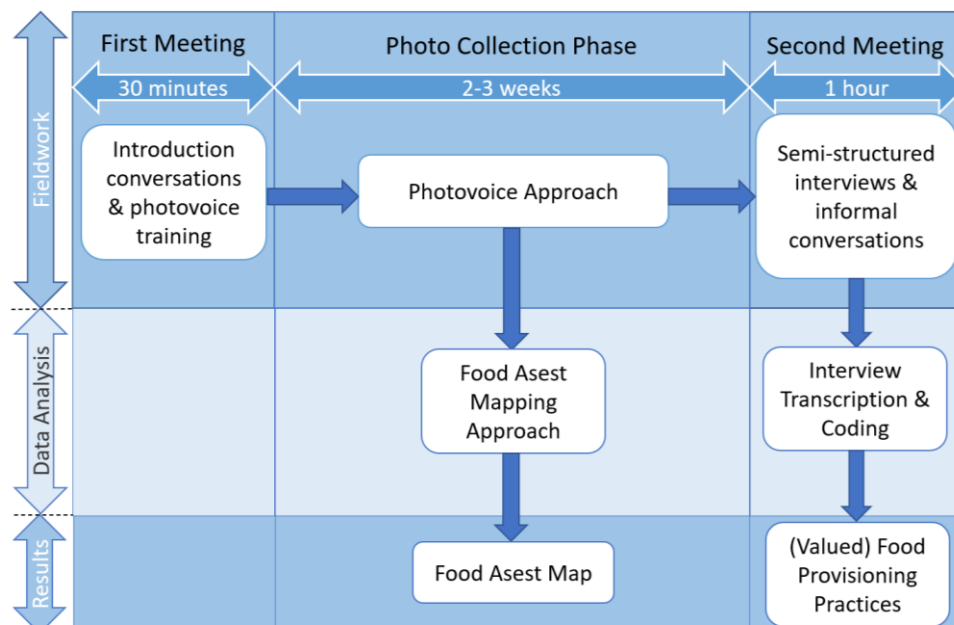 First Meeting
Photo Collection Phase
Second Meeting
30 minutes
2-3 weeks
1 hour
Fieldwork
Introduction
conversations
& photovoice
training
Photovoice Approach
Semi-structured
interviews &
informal
conversations
Data Analysis
Food Asest
Mapping
Approach
Interview
Transcription &
Coding
Results
Food Asest Map
(Valued) Food
Provisioning
Practices